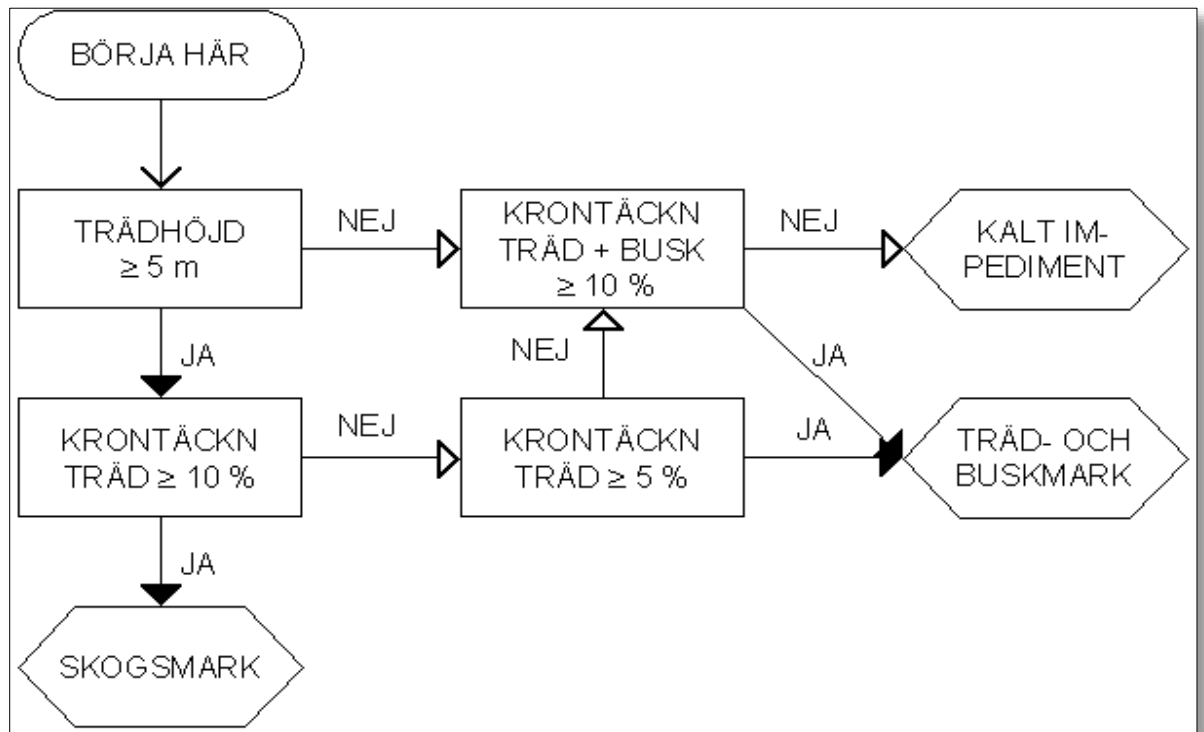 BÖRJA HÄR
TRÄDHÖJD
≥ 5 m
NEJ
KRONTÄCKN
TRÄD + BUSK
≥ 10 %
NEJ
KALT IM-
PEDIMENT
JA
NEJ
JA
KRONTÄCKN
TRÄD ≥ 10 %
NEJ
KRONTÄCKN
TRÄD ≥ 5 %
JA
TRÄD- OCH
BUSKMARK
JA
SKOGSMARK